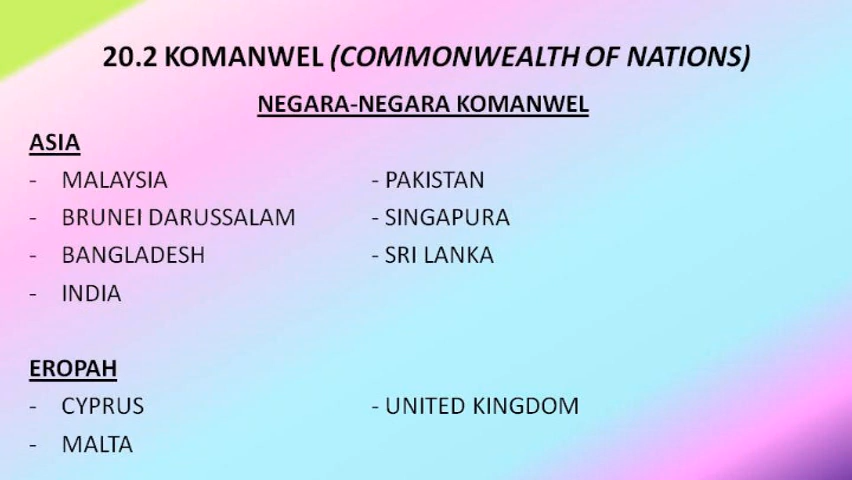 20.2 KOMANWEL (COMMONWEALTH OF NATIONS)
NEGARA-NEGARA KOMANWEL
ASIA
- MALAYSIA - PAKISTAN
- BRUNEI DARUSSALAM - SINGAPURA
- BANGLADESH - SRI LANKA
- INDIA
EROPAH
- CYPRUS - UNITED KINGDOM
- MALTA